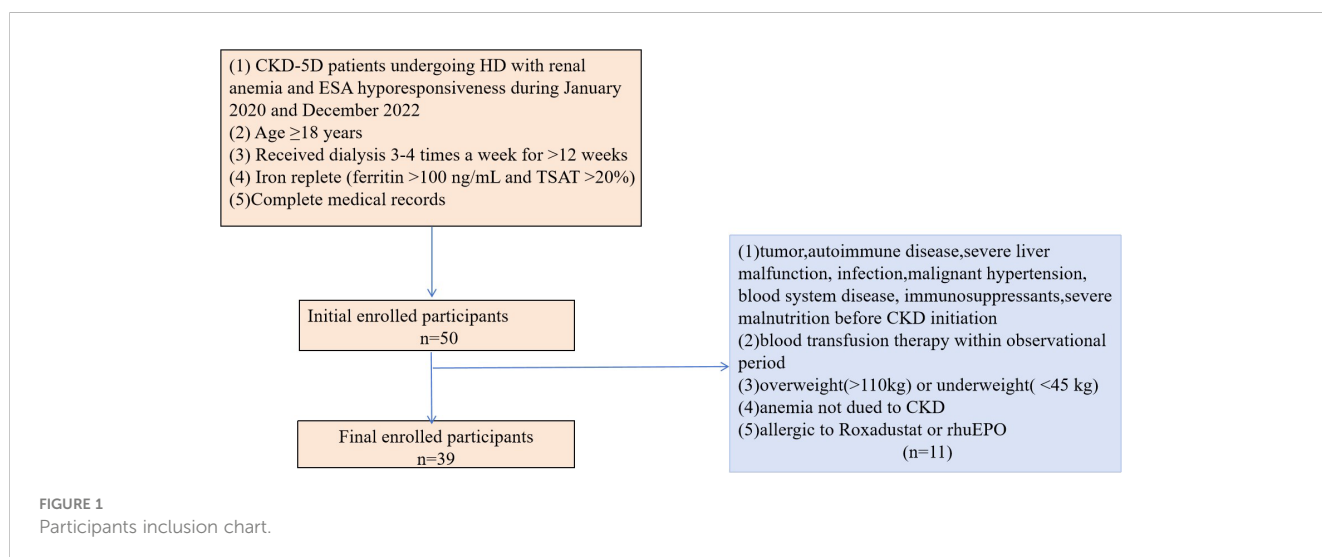 (1) CKD-5D patients undergoing HD with renal
anemia and ESA hyporesponsiveness during January
2020 and December 2022
(2) Age ≥18 years
(3) Received dialysis 3-4 times a week for >12 weeks
(4) Iron replete (ferritin >100 ng/mL and TSAT >20%)
(5)Complete medical records
Initial enrolled participants
n=50
(1)tumor,autoimmune disease,severe liver
malfunction, infection,malignant hypertension,
blood system disease, immunosuppressants,severe
malnutrition before CKD initiation
(2)blood transfusion therapy within observational
period
(3)overweight(>110kg) or underweight( <45 kg)
(4)anemia not dued to CKD
(5)allergic to Roxadustat or rhuEPO
(n=11)
Final enrolled participants
n=39
FIGURE 1
Participants inclusion chart.